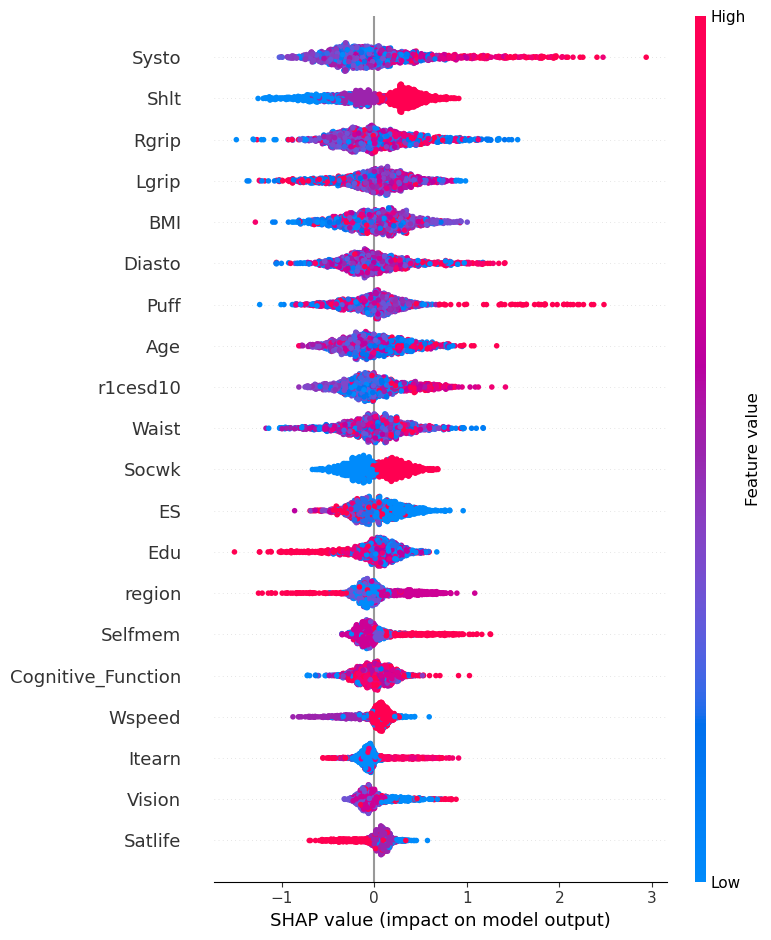 High
Systo
Shlt
Rgrip
Lgrip
BMI
Diasto
Puff
Age
r1cesd10
Waist
Socwk
ES
Edu
region
Selfmem
Cognitive_Function
Wspeed
Itearn
Vision
Satlife
Feature value
Low
−1 0 1 2 3
SHAP value (impact on model output)